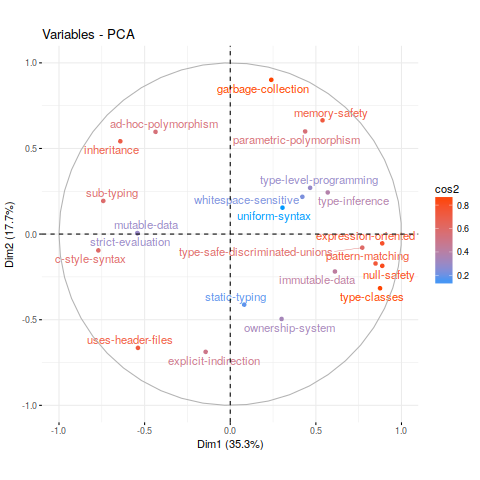 Variables - PCA
1.0
garbage-collection
memory-safety
ad-hoc-polymorphism
parametric-polymorphism
0.5
inheritance
type-level-programming
cos2
sub-typing
whitespace-sensitive
type-inference
0.8
uniform-syntax
mutable-data
0.6
0.0
expression-oriented
strict-evaluation
type-safe-discriminated-unions
pattern-matching
0.4
c-style-syntax
null-safety
0.2
immutable-data
static-typing
type-classes
-0.5
ownership-system
uses-header-files
explicit-indirection
-1.0
-1.0
-0.5
0.0
0.5
1.0
Dim1 (35.3%)
Dim2 (17.7%)